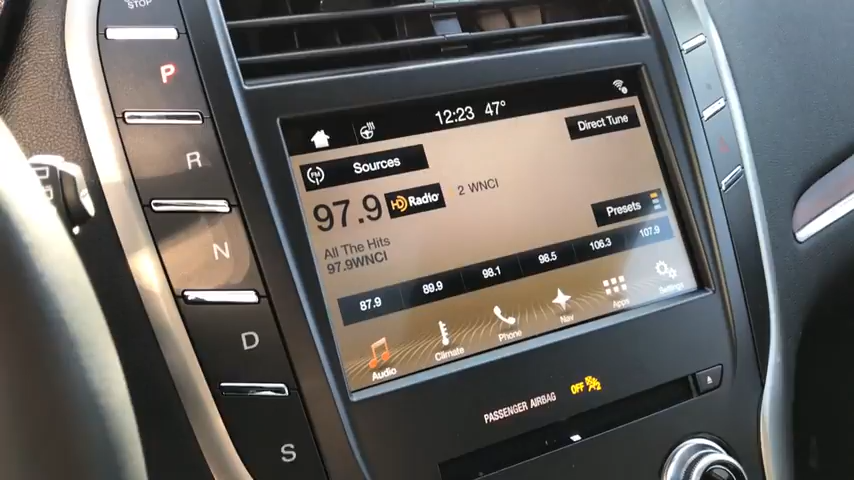 STOP
P
R
N
D
S
12:23 47°
FM
Sources
Direct Tune
97.9
HD Radio
2 WNCI
Presets
All The Hits
97.9WNCI
87.9
89.9
98.1
98.5
106.3
107.9
Audio
Climate
Phone
Nav
Apps
Settings
PASSENGER AIRBAG
OFF
2